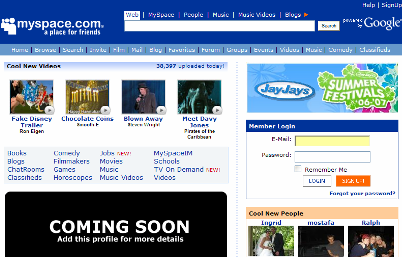 Help | SignUp
Web | MySpace | People | Music | Music Videos | Blogs
myspace.com
a place for friends
Search
powered by Google
Home | Browse | Search | Invite | Film | Mail | Blog | Favorites | Forum | Groups | Events | Videos | Music | Comedy | Classifieds
Cool New Videos
38,397 uploaded today!
Fake Disney Trailer
Ron Eigen
Chocolate Coins
Blown Away
Steven Wright
Meet Davy Jones
Pirates of the Caribbean
Books
Blogs
ChatRooms
Classifieds
Comedy
Filmmakers
Games
Horoscopes
Jobs NEW!
Movies
Music
Music Videos
MySpaceIM
Schools
TV On Demand NEW!
Videos
COMING SOON
Add this profile for more details
JAYJAYS
SUMMER FESTIVALS '06-07
Member Login
E-Mail:
Password:
Remember Me
LOGIN
SIGN UP!
Forgot your password?
Cool New People
Ingrid
mostafa
Ralph